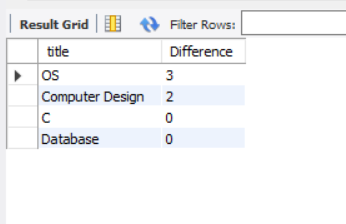 Result Grid Filter Rows:
title Difference
OS 3
Computer Design 2
C 0
Database 0